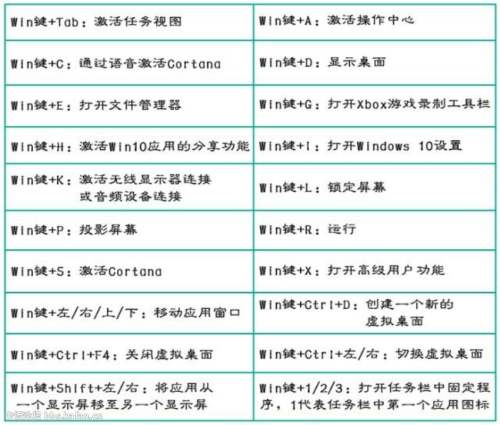 Win键+Tab：激活任务视图
Win键+A：激活操作中心
Win键+C：通过语音激活Cortana
Win键+D：显示桌面
Win键+E：打开文件管理器
Win键+G：打开Xbox游戏录制工具栏
Win键+H：激活Win10应用的分享功能
Win键+I：打开Windows 10设置
Win键+K：激活无线显示器连接
或音频设备连接
Win键+L：锁定屏幕
Win键+P：投影屏幕
Win键+R：运行
Win键+S：激活Cortana
Win键+X：打开高级用户功能
Win键+左/右/上/下：移动应用窗口
Win键+Ctrl+D：创建一个新的
虚拟桌面
Win键+Ctrl+F4：关闭虚拟桌面
Win键+Ctrl+左/右：切换虚拟桌面
Win键+Shift+左/右：将应用从
一个显示屏移至另一个显示屏
Win键+1/2/3：打开任务栏中固定程
序，1代表任务栏中第一个应用图标